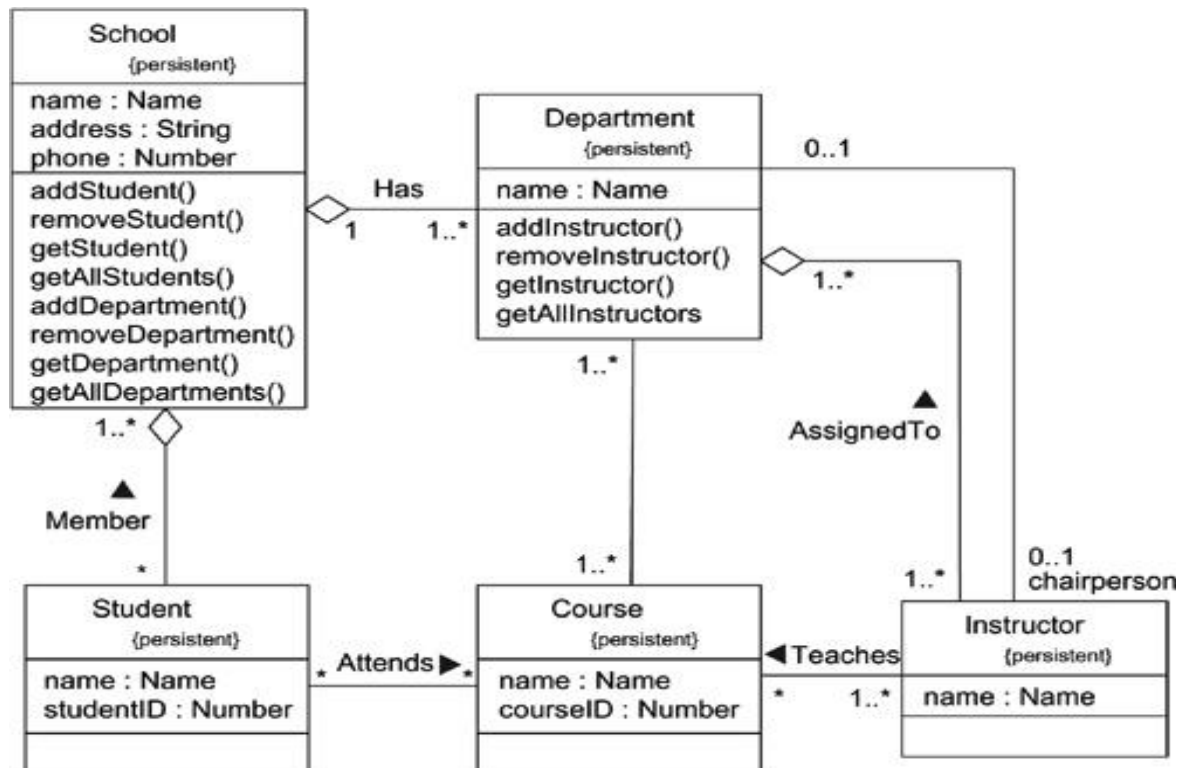 School
{persistent}
name : Name
address : String
phone : Number
addStudent()
removeStudent()
getStudent()
getAllStudents()
addDepartment()
removeDepartment()
getDepartment()
getAllDepartments()
Has
1
1..*
Department
{persistent}
name : Name
addInstructor()
removeInstructor()
getInstructor()
getAllInstructors
0..1
1..*
1..*
1..*
▲
Member
*
▲
AssignedTo
1..*
1..*
0..1
chairperson
Student
{persistent}
name : Name
studentID : Number
Attends ▶
*
*
Course
{persistent}
name : Name
courseID : Number
◀ Teaches
*
1..*
Instructor
{persistent}
name : Name